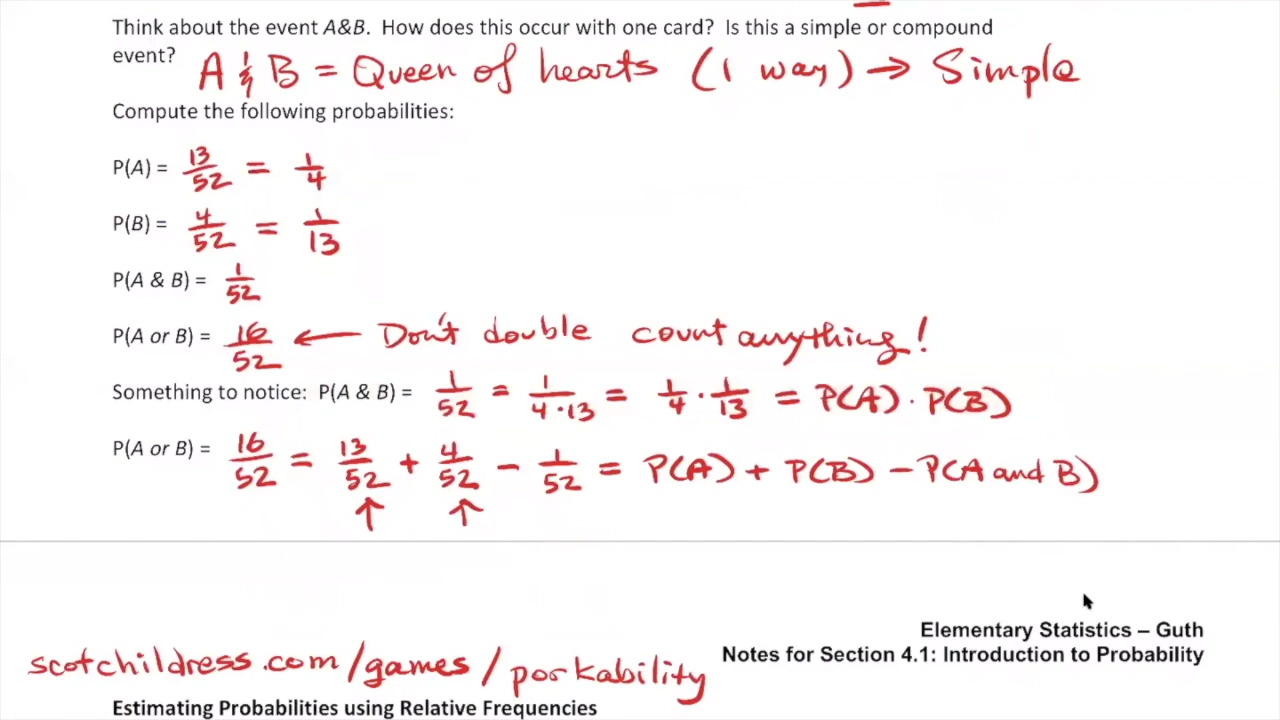 Think about the event A&B. How does this occur with one card? Is this a simple or compound
event? A & B = Queen of hearts (1 way) → Simple
Compute the following probabilities:
P(A) = 13/52 = 1/4
P(B) = 4/52 = 1/13
P(A & B) = 1/52
P(A or B) = 16/52 ← Don't double count anything!
Something to notice: P(A & B) = 1/52 = 1/4·13 = 1/4 · 1/13 = P(A) · P(B)
P(A or B) = 16/52 = 13/52 + 4/52 - 1/52 = P(A) + P(B) - P(A and B)
↑ ↑
Elementary Statistics – Guth
Notes for Section 4.1: Introduction to Probability
scotchildress.com/games/porkability
Estimating Probabilities using Relative Frequencies